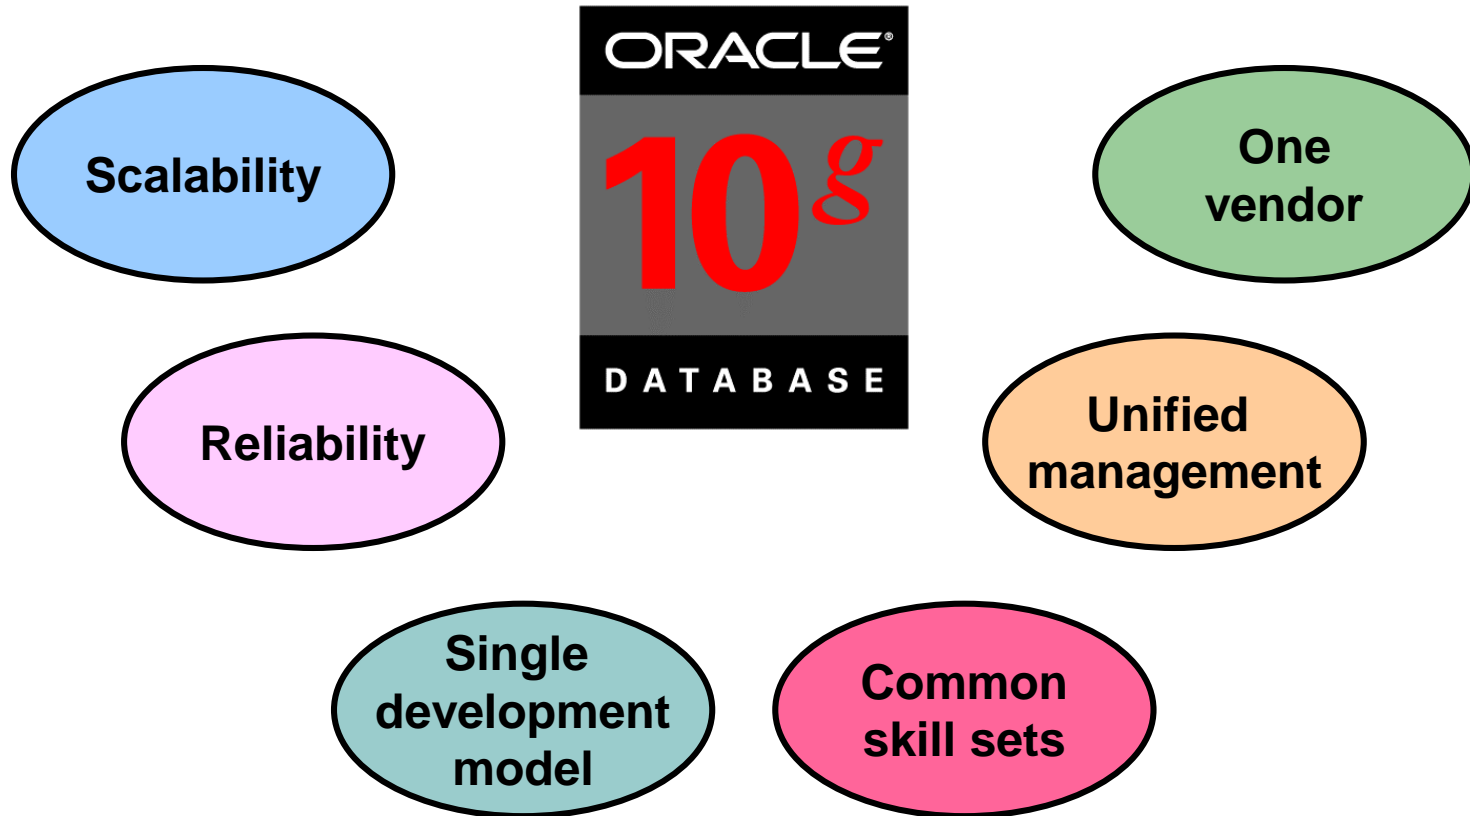 ORACLE®
10g
DATABASE
Scalability
One
vendor
Reliability
Unified
management
Single
development
model
Common
skill sets